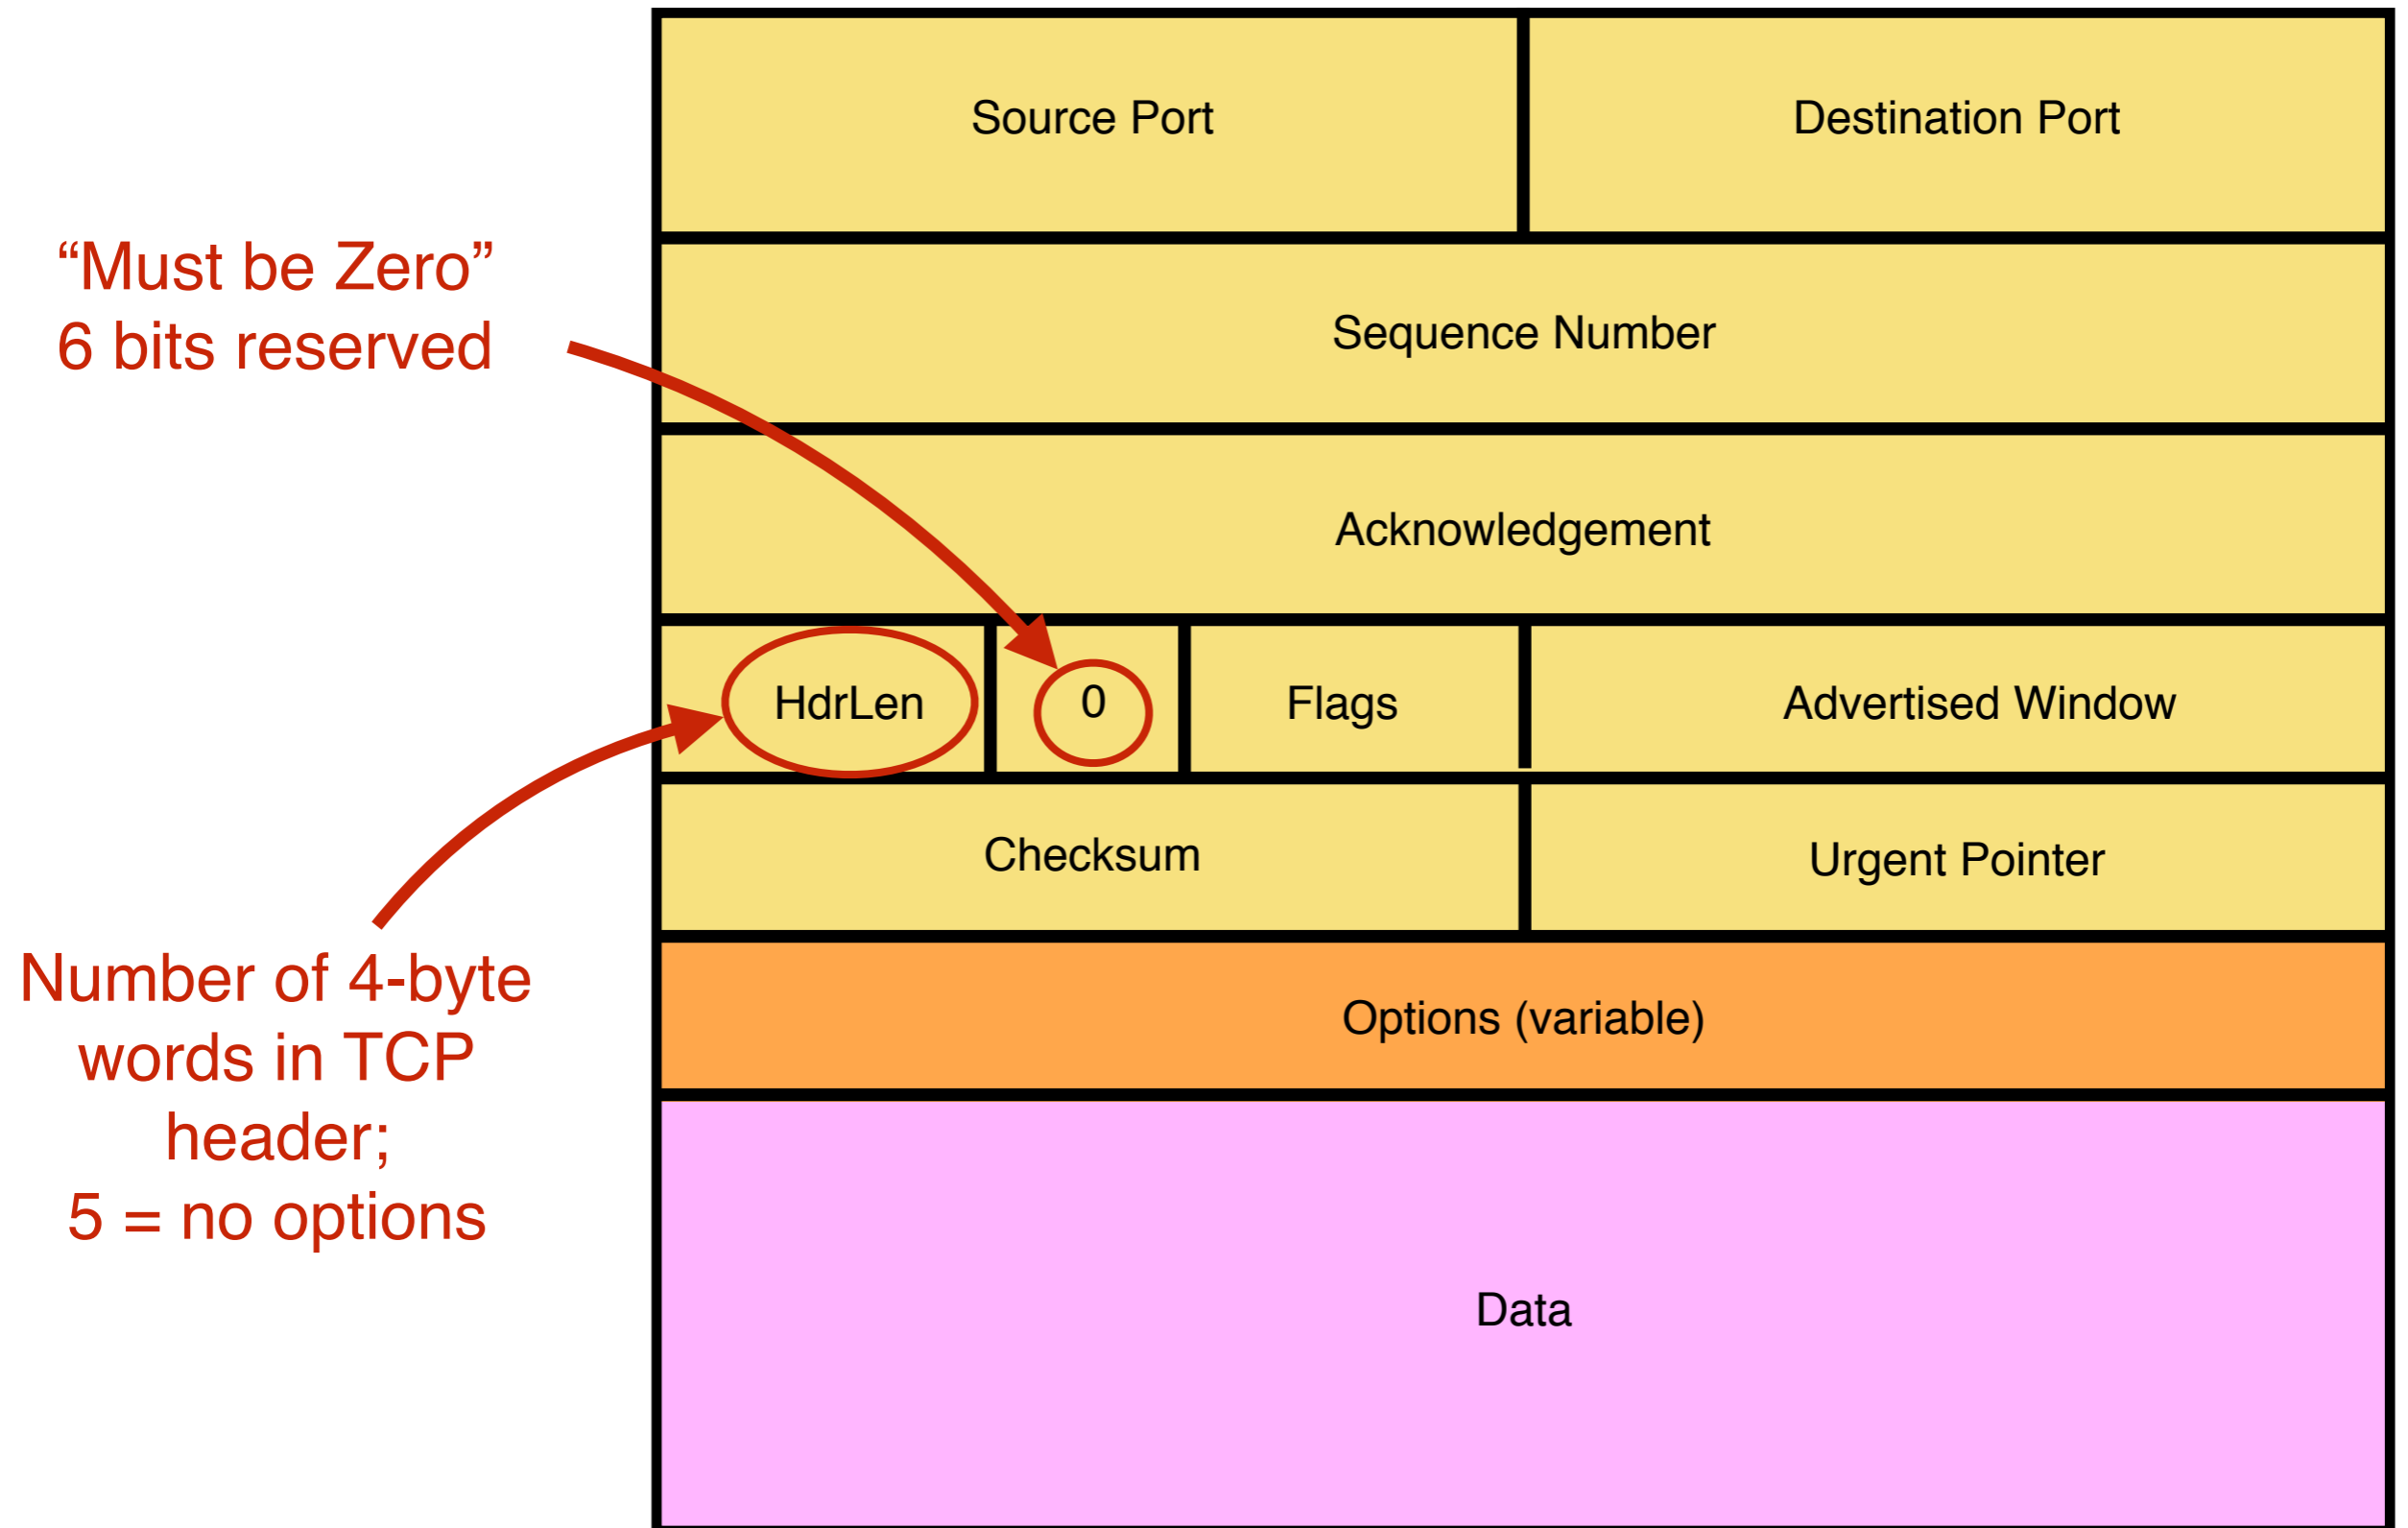 Source Port
Destination Port
“Must be Zero”
6 bits reserved
Sequence Number
Acknowledgement
HdrLen
0
Flags
Advertised Window
Checksum
Urgent Pointer
Number of 4-byte
words in TCP
header;
5 = no options
Options (variable)
Data